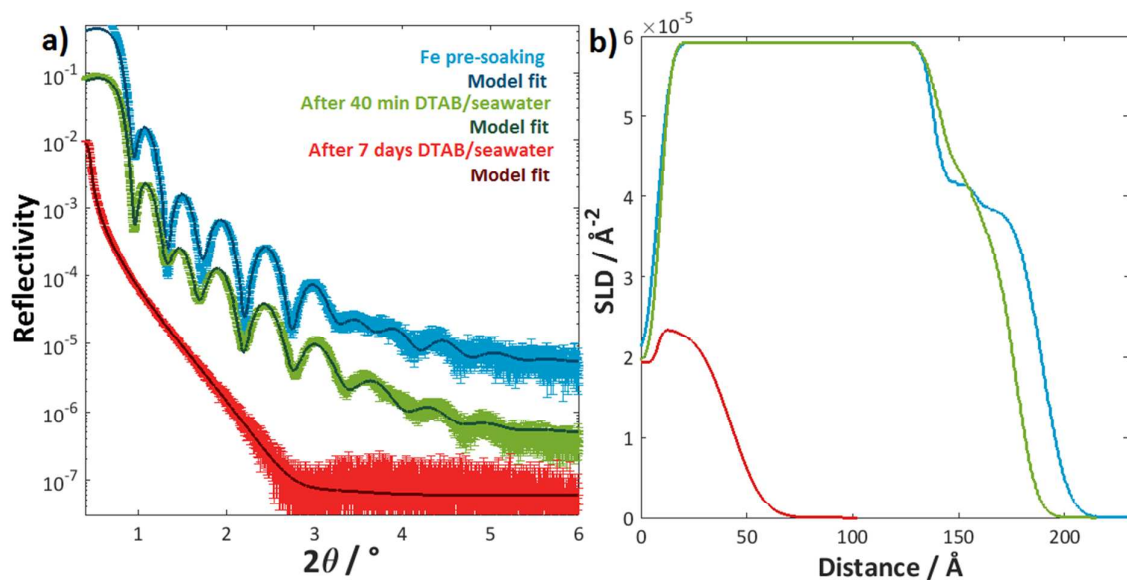 a)
Fe pre-soaking
Model fit
After 40 min DTAB/seawater
Model fit
After 7 days DTAB/seawater
Model fit
Reflectivity
10⁻¹
10⁻²
10⁻³
10⁻⁴
10⁻⁵
10⁻⁶
10⁻⁷
1 2 3 4 5 6
2θ / °
b)
×10⁻⁵
SLD / Å⁻²
6
5
4
3
2
1
0
0 50 100 150 200
Distance / Å